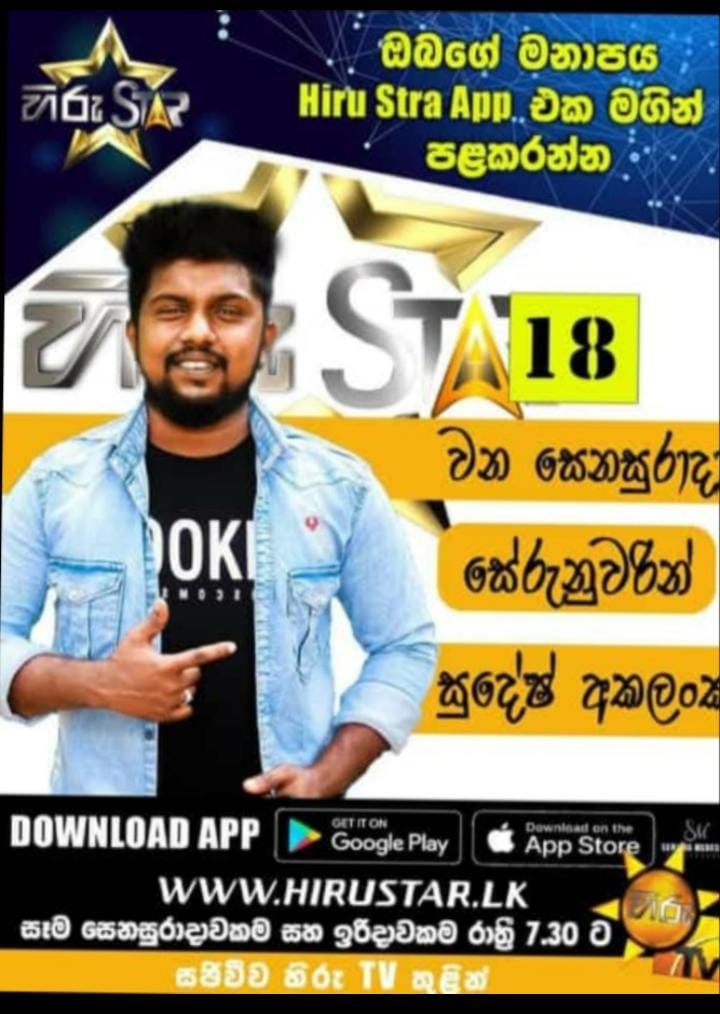 හිරු STAR
ඔබගේ මනාපය
Hiru Stra App එක මගින්
පළකරන්න
හිරු STAR
18
වන සෙනසුරාදා
සේරුනුවරින්
සුදේෂ් අකලංක
OOKI
DOWNLOAD APP
GET IT ON
Google Play
Download on the
App Store
WWW.HIRUSTAR.LK
සෑම සෙනසුරාදාවකම සහ ඉරිදාවකම රාත්‍රි 7.30 ට
සජිවීව හිරු TV තුළින්
හිරු
TV